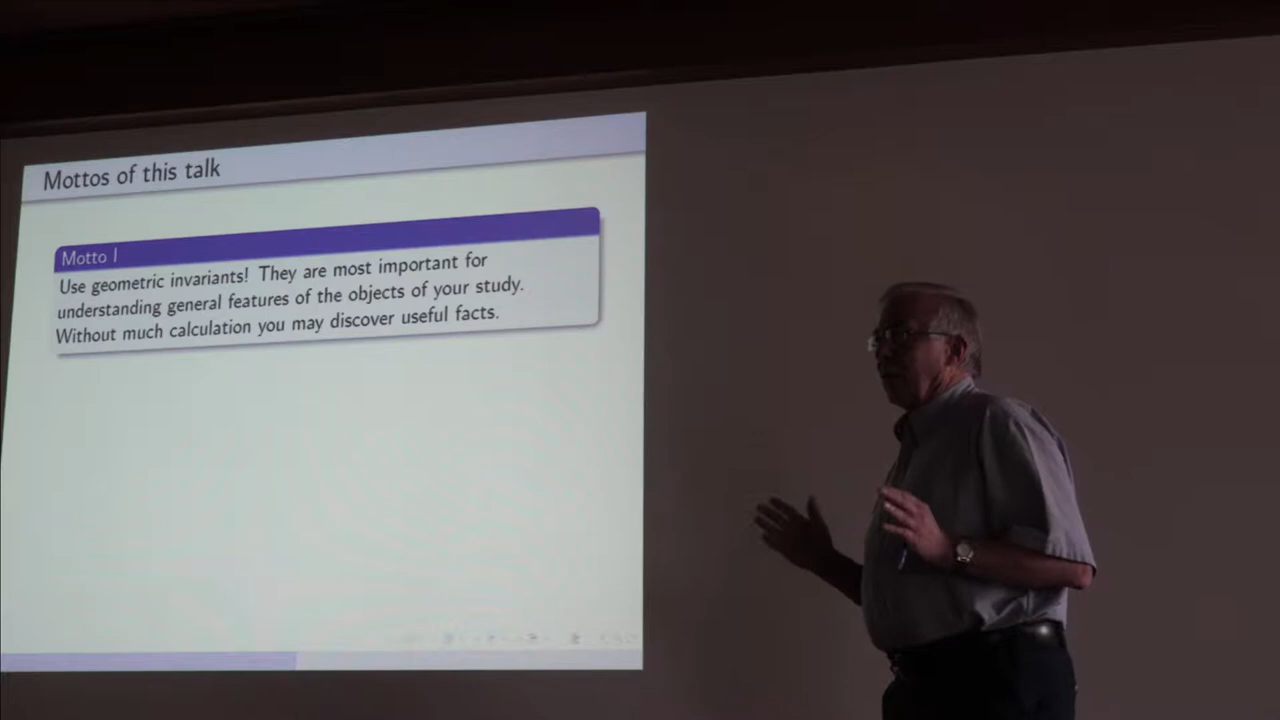 Mottos of this talk
Motto I
Use geometric invariants! They are most important for
understanding general features of the objects of your study.
Without much calculation you may discover useful facts.